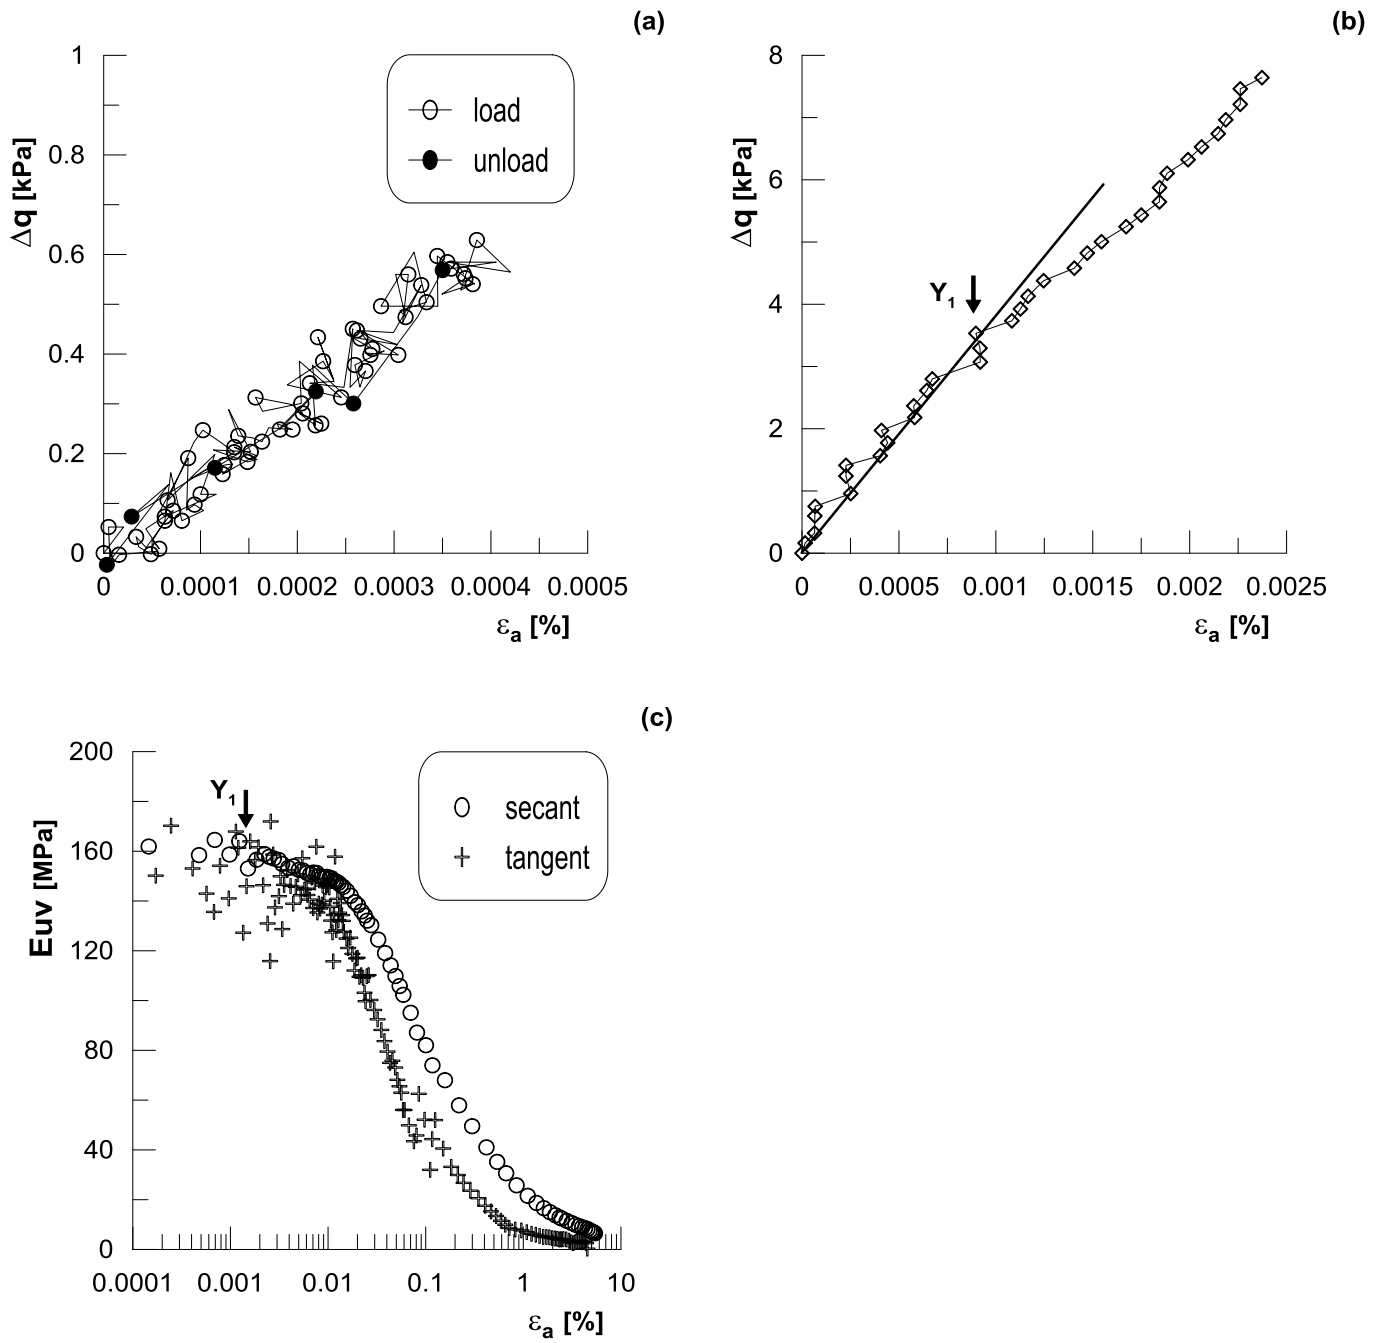 (a)
1
0.8
0.6
0.4
0.2
0
Δq [kPa]
load
unload
0 0.0001 0.0002 0.0003 0.0004 0.0005
εa [%]
(b)
8
6
4
2
0
Δq [kPa]
Y1
0 0.0005 0.001 0.0015 0.002 0.0025
εa [%]
(c)
200
160
120
80
40
0
Euv [MPa]
Y1
secant
tangent
0.0001 0.001 0.01 0.1 1 10
εa [%]